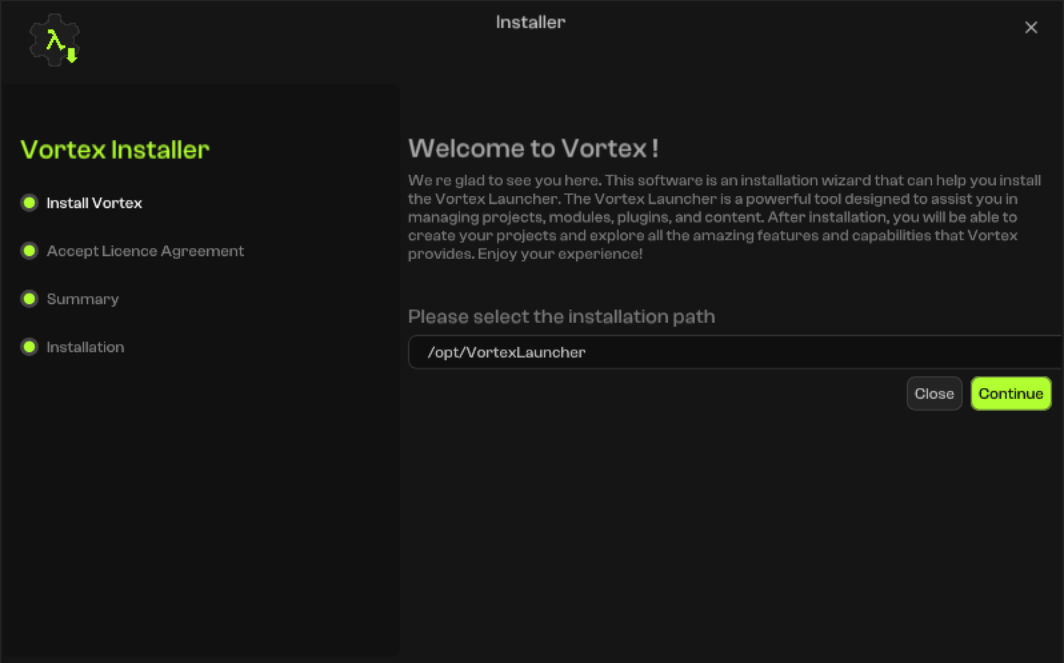 Installer
Vortex Installer
Install Vortex
Accept Licence Agreement
Summary
Installation
Welcome to Vortex !
We re glad to see you here. This software is an installation wizard that can help you install
the Vortex Launcher. The Vortex Launcher is a powerful tool designed to assist you in
managing projects, modules, plugins, and content. After installation, you will be able to
create your projects and explore all the amazing features and capabilities that Vortex
provides. Enjoy your experience!
Please select the installation path
/opt/VortexLauncher
Close
Continue